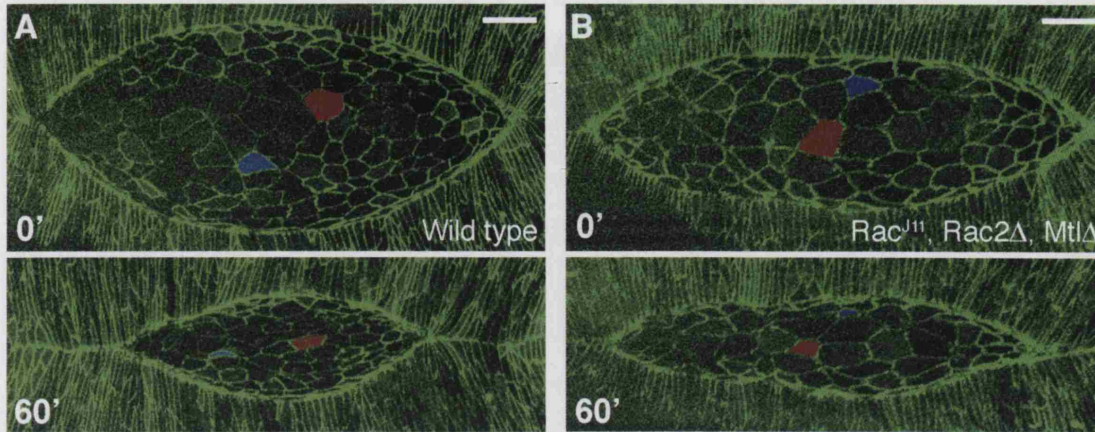 A
0'
Wild type
60'
B
0'
Rac^J11, Rac2Δ, MtlΔ
60'